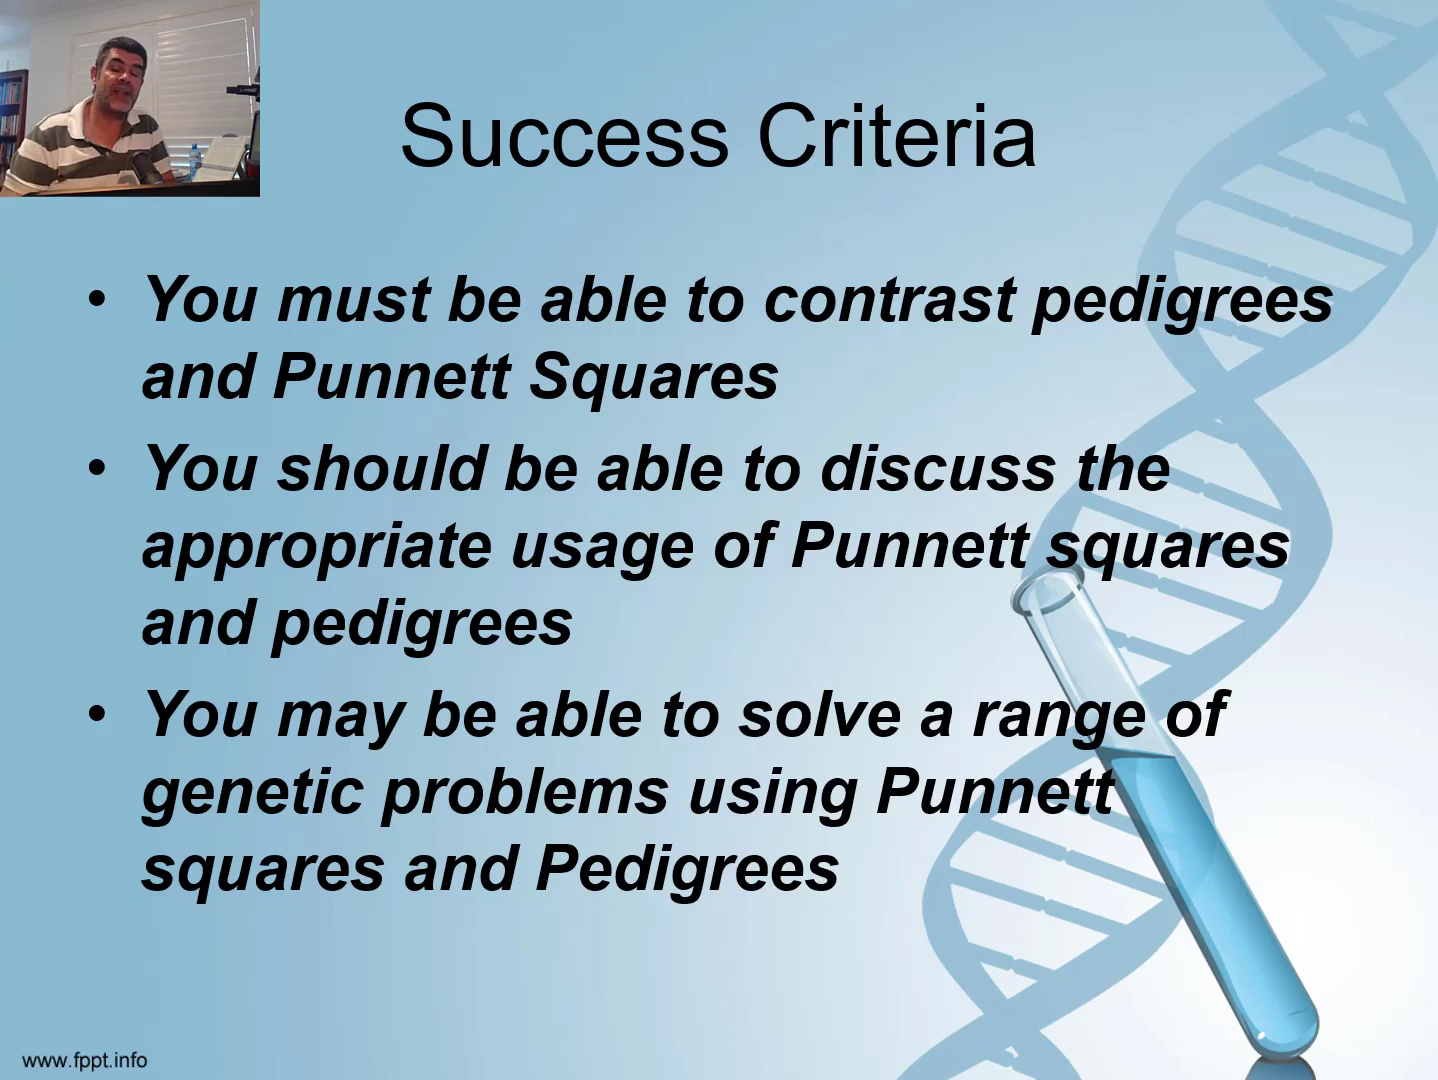 Success Criteria
• You must be able to contrast pedigrees
and Punnett Squares
• You should be able to discuss the
appropriate usage of Punnett squares
and pedigrees
• You may be able to solve a range of
genetic problems using Punnett
squares and Pedigrees
www.fppt.info